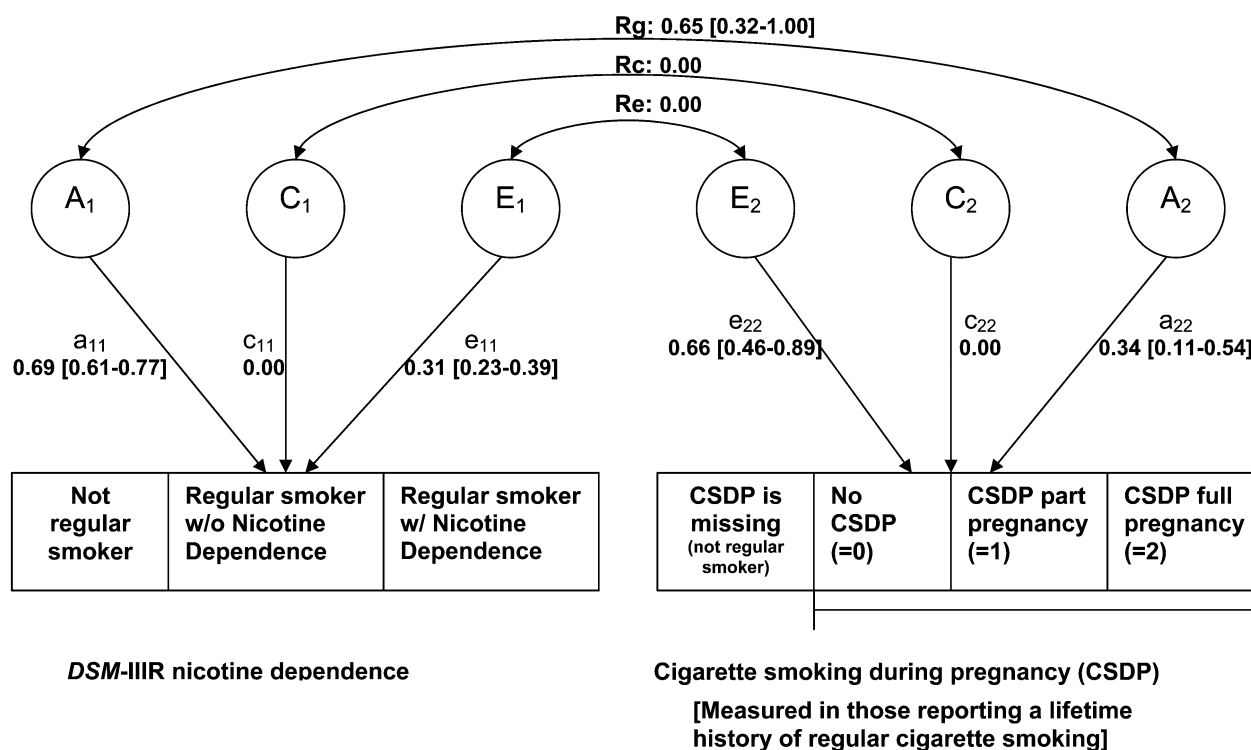 Rg: 0.65 [0.32-1.00]
Rc: 0.00
Re: 0.00
A1
C1
E1
E2
C2
A2
a11
0.69 [0.61-0.77]
c11
0.00
e11
0.31 [0.23-0.39]
e22
0.66 [0.46-0.89]
c22
0.00
a22
0.34 [0.11-0.54]
Not
regular
smoker
Regular smoker
w/o Nicotine
Dependence
Regular smoker
w/ Nicotine
Dependence
CSDP is
missing
(not regular
smoker)
No
CSDP
(=0)
CSDP part
pregnancy
(=1)
CSDP full
pregnancy
(=2)
DSM-IIIR nicotine dependence
Cigarette smoking during pregnancy (CSDP)
[Measured in those reporting a lifetime
history of regular cigarette smoking]